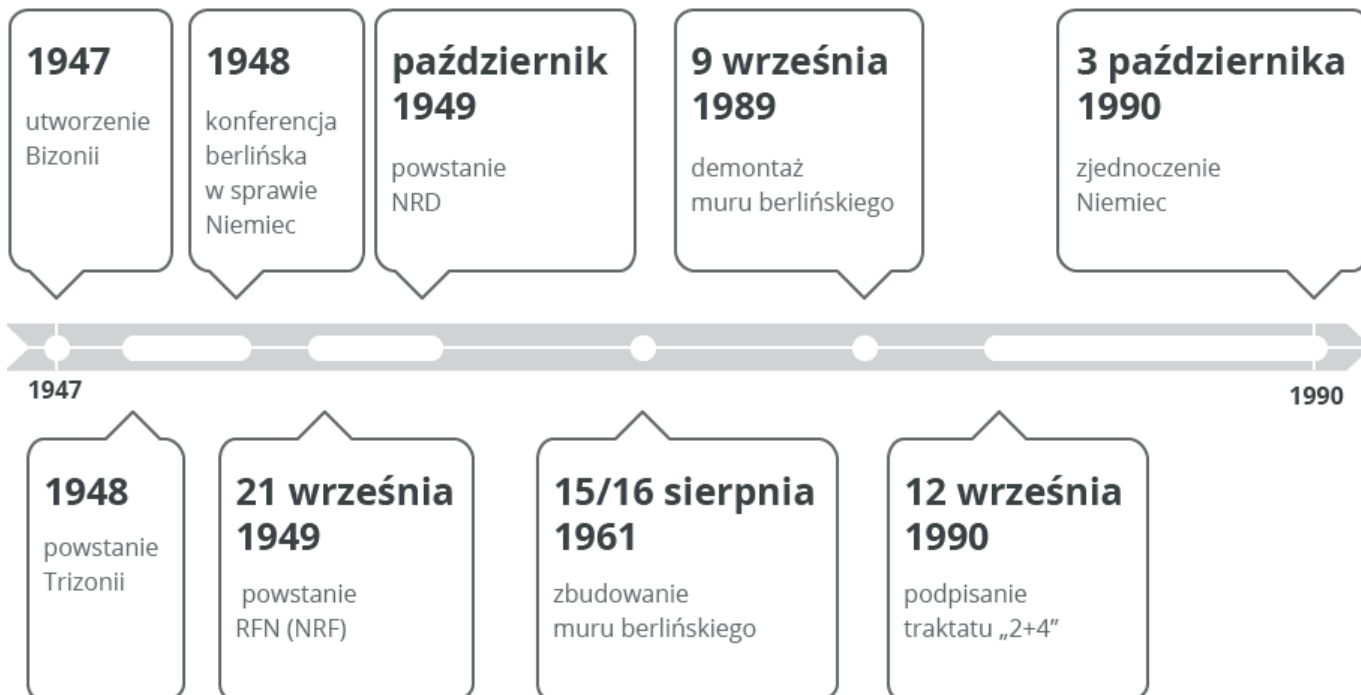 1947
utworzenie
Bizonii
1948
konferencja
berlińska
w sprawie
Niemiec
październik
1949
powstanie
NRD
9 września
1989
demontaż
muru berlińskiego
3 października
1990
zjednoczenie
Niemiec
1947
1990
1948
powstanie
Trizonii
21 września
1949
powstanie
RFN (NRF)
15/16 sierpnia
1961
zbudowanie
muru berlińskiego
12 września
1990
podpisanie
traktatu „2+4”